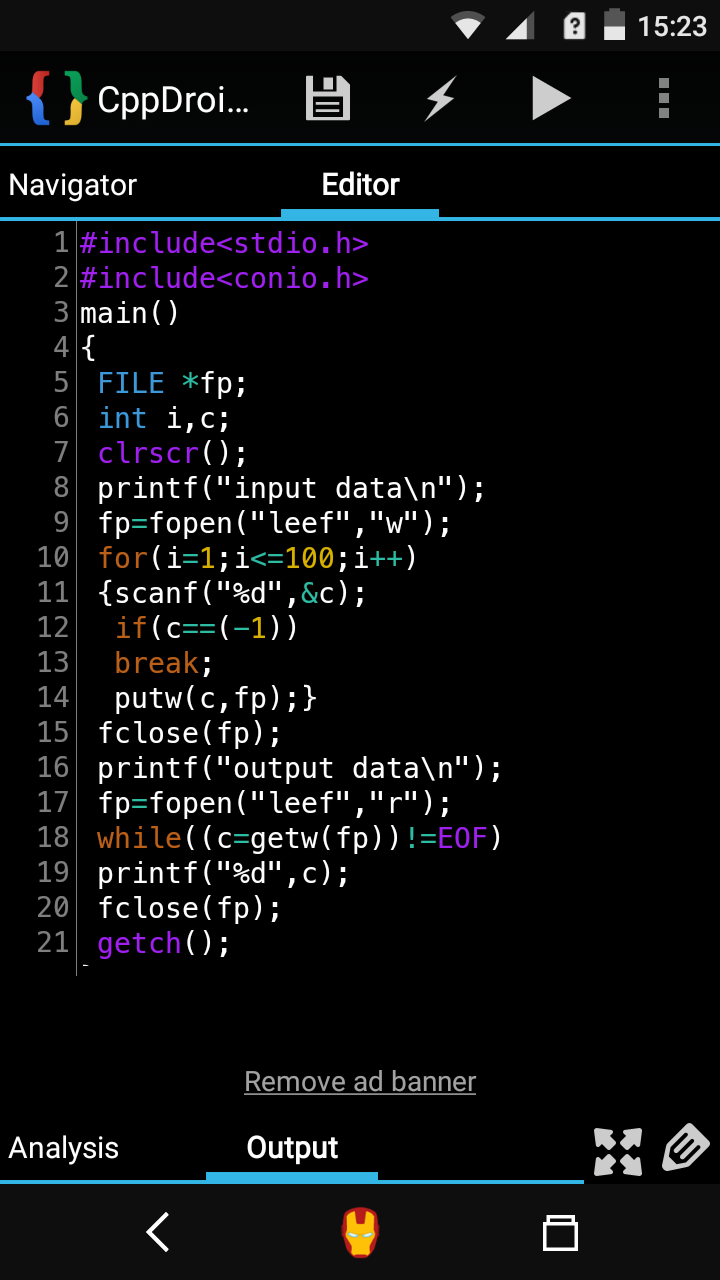 15:23
CppDroi...
Navigator Editor
1 #include<stdio.h>
2 #include<conio.h>
3 main()
4 {
5 FILE *fp;
6 int i,c;
7 clrscr();
8 printf("input data\n");
9 fp=fopen("leef","w");
10 for(i=1;i<=100;i++)
11 {scanf("%d",&c);
12 if(c==(-1))
13 break;
14 putw(c,fp);}
15 fclose(fp);
16 printf("output data\n");
17 fp=fopen("leef","r");
18 while((c=getw(fp))!=EOF)
19 printf("%d",c);
20 fclose(fp);
21 getch();
Remove ad banner
Analysis Output